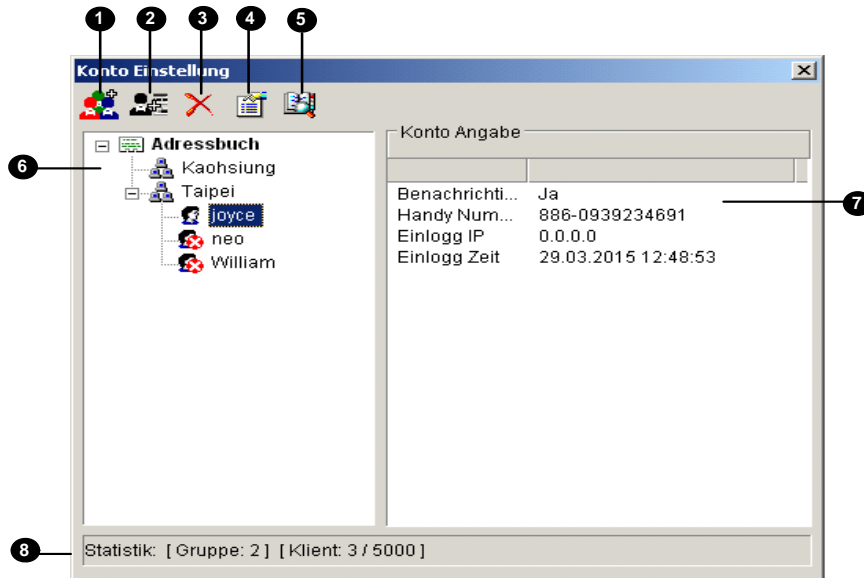 1 2 3 4 5
Konto Einstellung
Adressbuch
Kaohsiung
Taipei
joyce
neo
William
6
Konto Angabe
Benachrichti... Ja
Handy Num... 886-0939234691
Einlogg IP 0.0.0.0
Einlogg Zeit 29.03.2015 12:48:53
7
8
Statistik: [ Gruppe: 2 ] [ Klient: 3 / 5000 ]